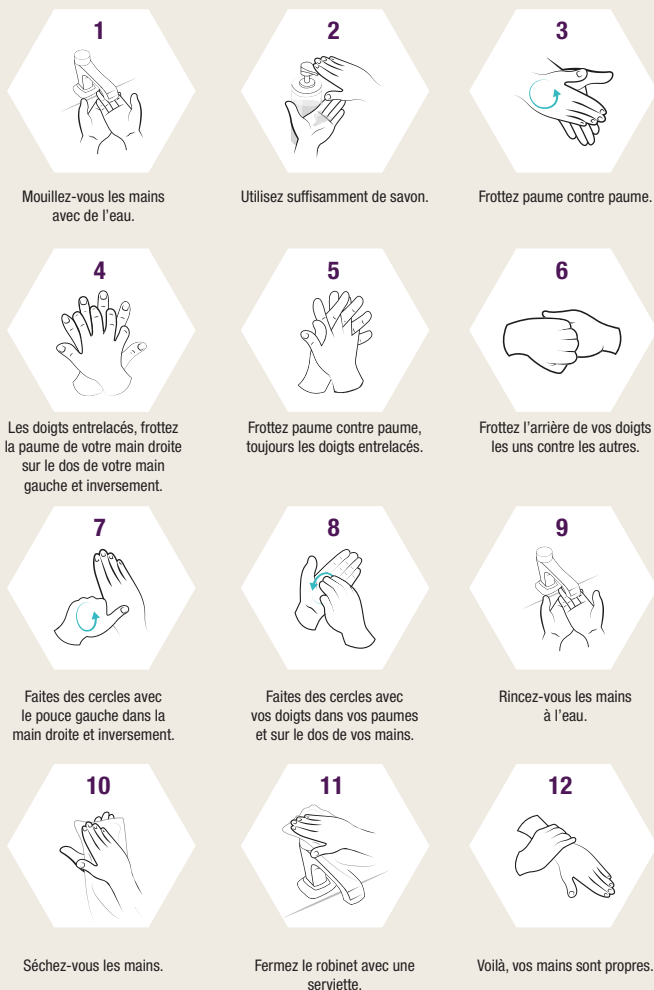 1
Mouillez-vous les mains
avec de l'eau.
2
Utilisez suffisamment de savon.
3
Frottez paume contre paume.
4
Les doigts entrelacés, frottez
la paume de votre main droite
sur le dos de votre main
gauche et inversement.
5
Frottez paume contre paume,
toujours les doigts entrelacés.
6
Frottez l'arrière de vos doigts
les uns contre les autres.
7
Faites des cercles avec
le pouce gauche dans la
main droite et inversement.
8
Faites des cercles avec
vos doigts dans vos paumes
et sur le dos de vos mains.
9
Rincez-vous les mains
à l'eau.
10
Séchez-vous les mains.
11
Fermez le robinet avec une
serviette.
12
Voilà, vos mains sont propres.